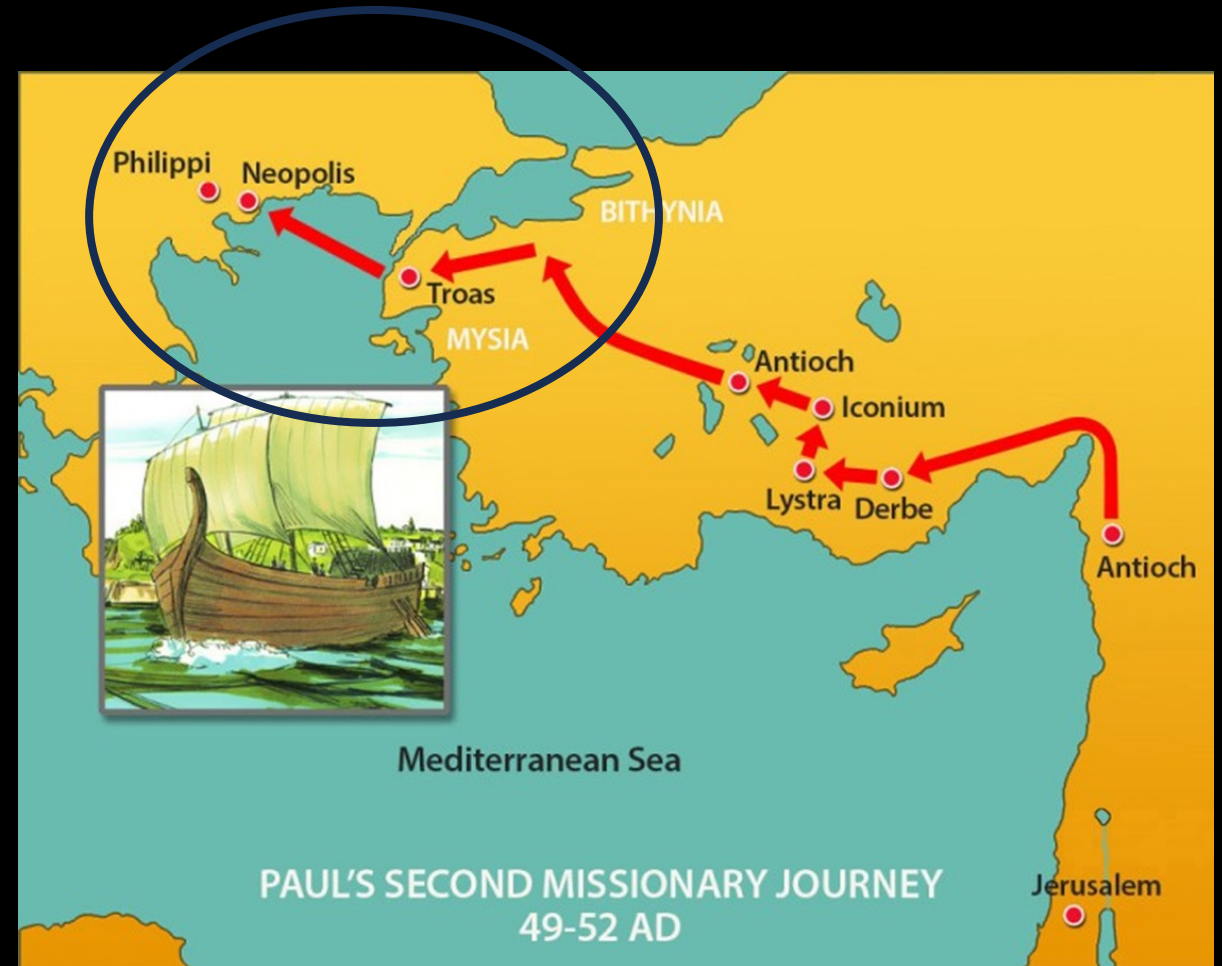 Philippi
Neopolis
BITHYNIA
Troas
MYSIA
Antioch
Iconium
Lystra
Derbe
Antioch
Mediterranean Sea
PAUL'S SECOND MISSIONARY JOURNEY
49-52 AD
Jerusalem